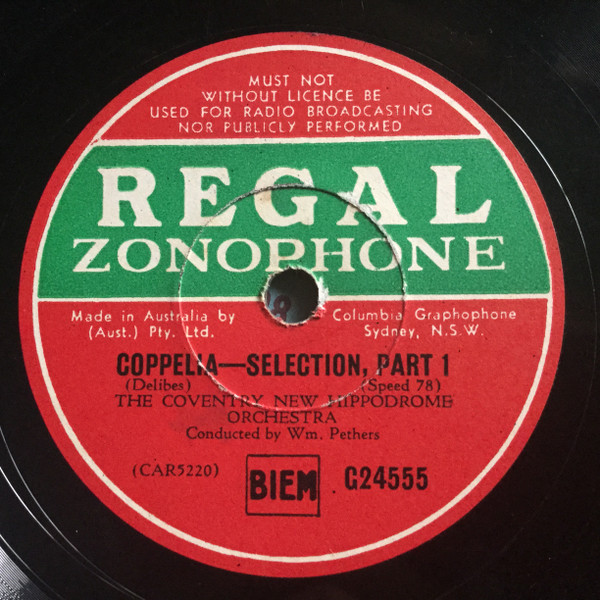 MUST NOT
WITHOUT LICENCE BE
USED FOR RADIO BROADCASTING
NOR PUBLICLY PERFORMED
REGAL
ZONOPHONE
Made in Australia by Columbia Graphophone
(Aust.) Pty. Ltd. Sydney, N.S.W.
COPPELIA—SELECTION, PART 1
(Delibes) (Speed 78)
THE COVENTRY NEW HIPPODROME
ORCHESTRA
Conducted by Wm. Pethers
(CAR5220) BIEM G24555